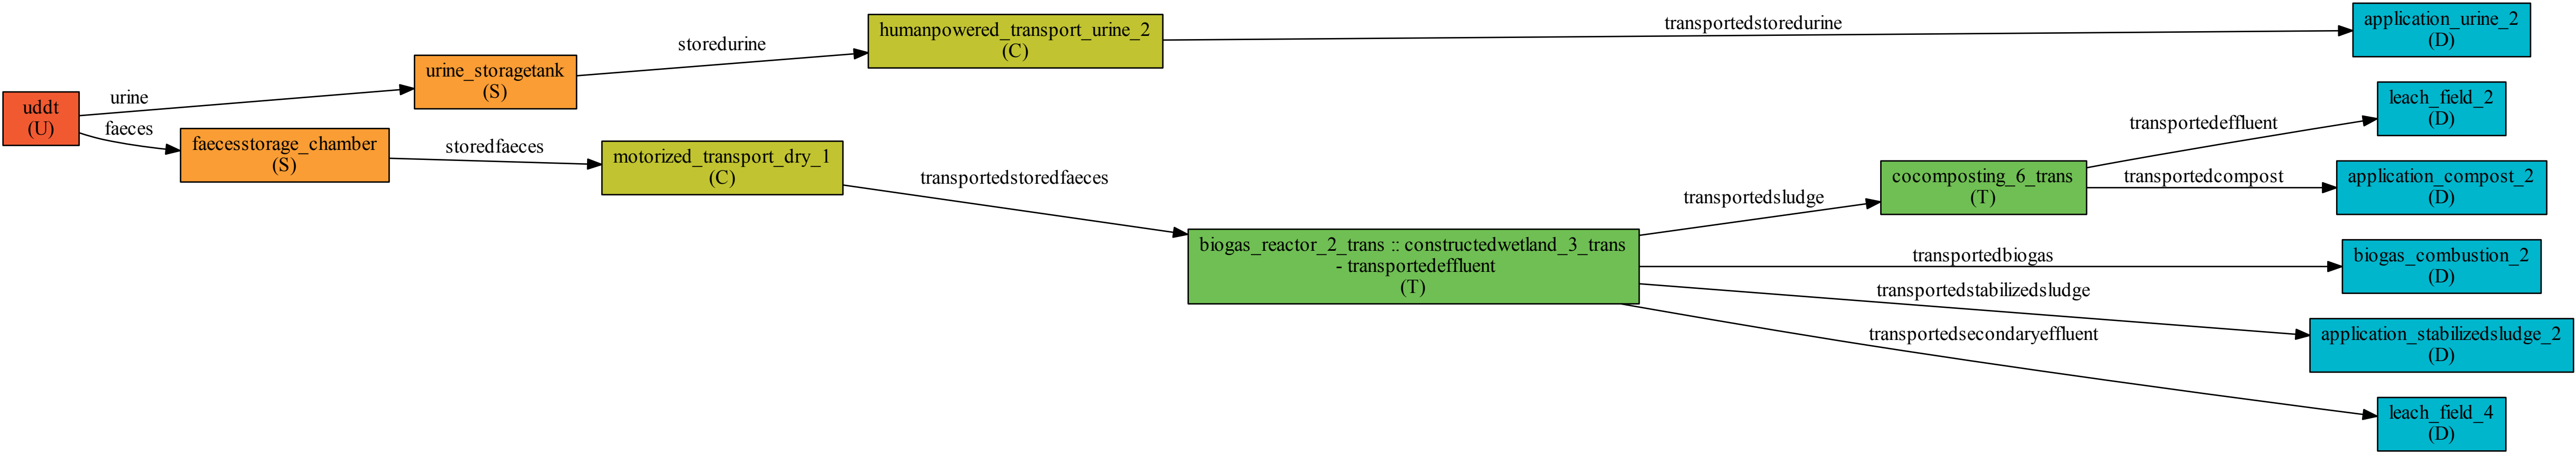 uddt
(U)
urine
faeces
urine_storagetank
(S)
faecesstorage_chamber
(S)
storedurine
storedfaeces
humanpowered_transport_urine_2
(C)
motorized_transport_dry_1
(C)
transportedstoredurine
transportedstoredfaeces
biogas_reactor_2_trans :: constructedwetland_3_trans
- transportedeffluent
(T)
transportedsludge
cocomposting_6_trans
(T)
transportedeffluent
transportedcompost
transportedbiogas
transportedstabilizedsludge
transportedsecondaryeffluent
application_urine_2
(D)
leach_field_2
(D)
application_compost_2
(D)
biogas_combustion_2
(D)
application_stabilizedsludge_2
(D)
leach_field_4
(D)